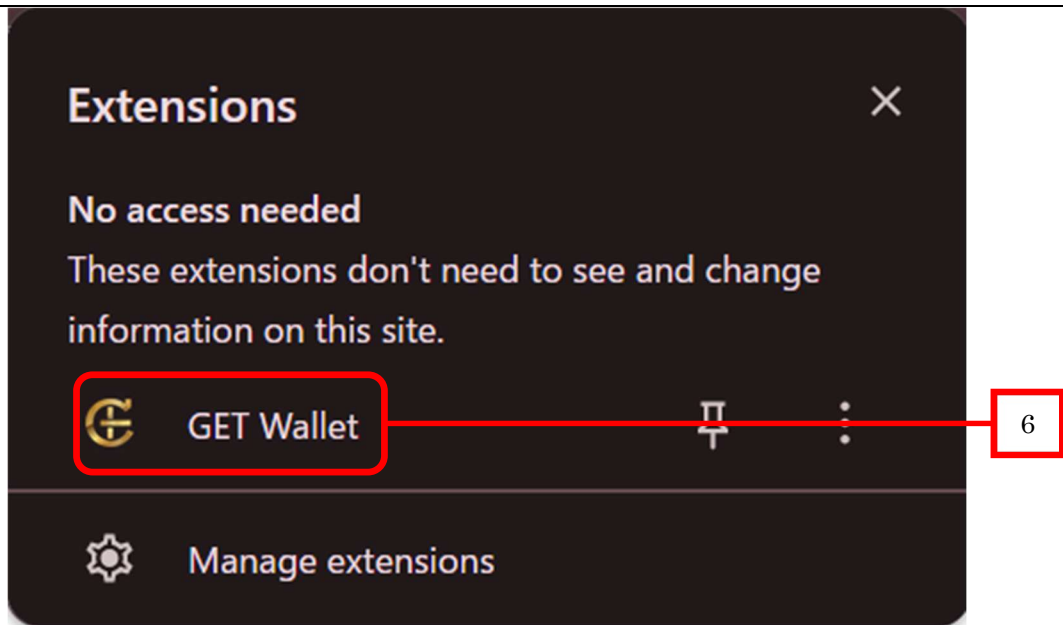 Extensions
No access needed
These extensions don't need to see and change
information on this site.
GET Wallet
6
Manage extensions